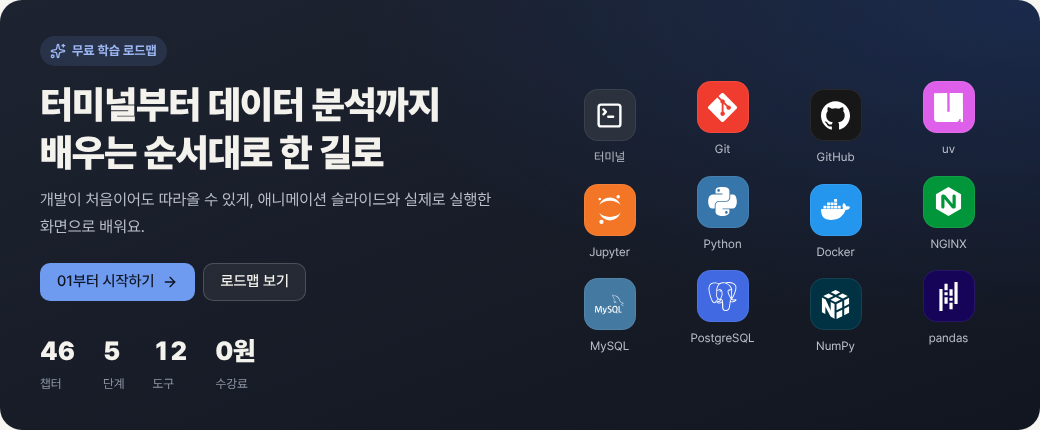 무료 학습 로드맵
터미널부터 데이터 분석까지
배우는 순서대로 한 길로
개발이 처음이어도 따라올 수 있게, 애니메이션 슬라이드와 실제로 실행한
화면으로 배워요.
01부터 시작하기 →
로드맵 보기
46 5 12 0원
챕터 단계 도구 수강료
터미널 Git GitHub uv
Jupyter Python Docker NGINX
MySQL
MySQL PostgreSQL NumPy pandas